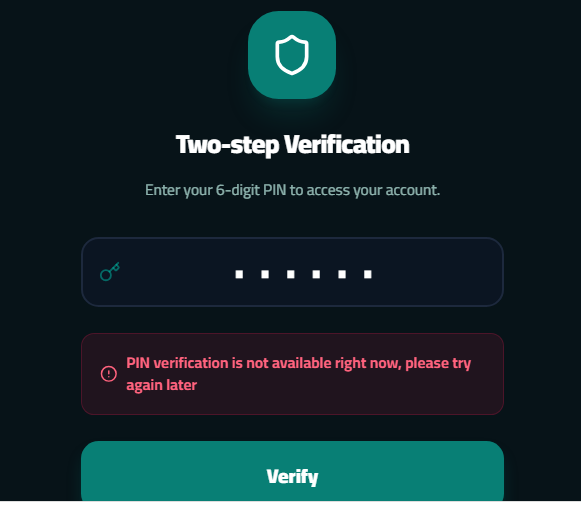 Two-step Verification
Enter your 6-digit PIN to access your account.
PIN verification is not available right now, please try
again later
Verify